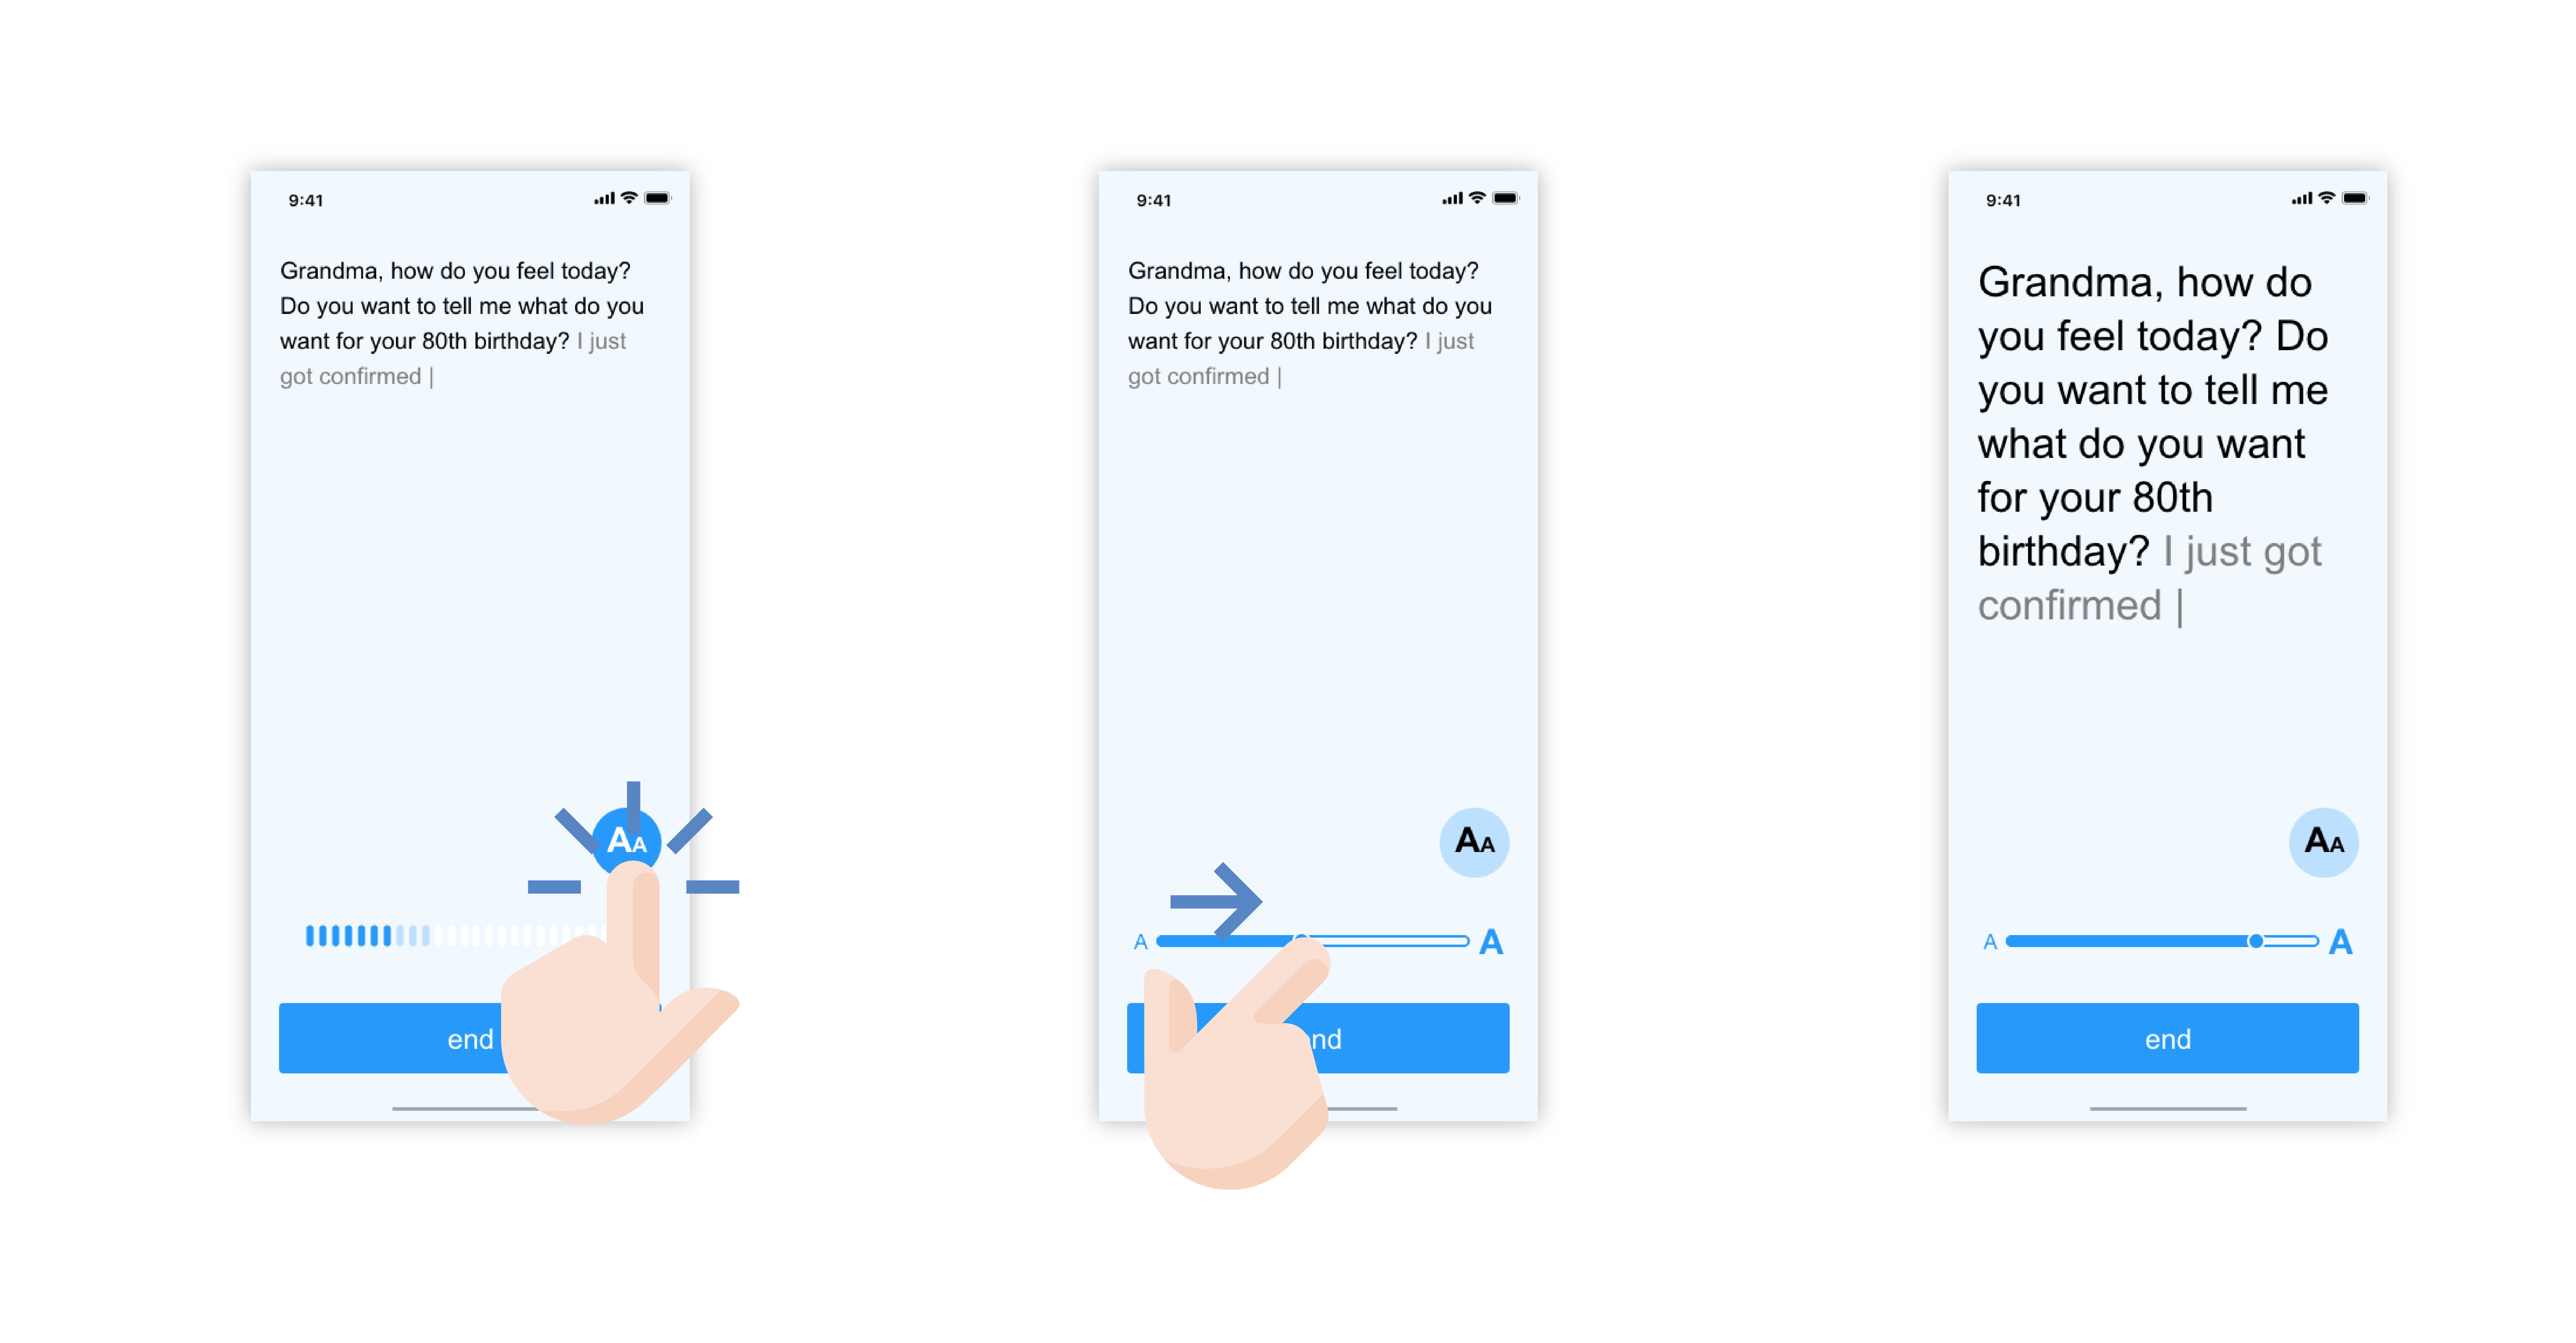 9:41
Grandma, how do you feel today?
Do you want to tell me what do you
want for your 80th birthday? I just
got confirmed |
AA
end
9:41
Grandma, how do you feel today?
Do you want to tell me what do you
want for your 80th birthday? I just
got confirmed |
AA
A A
nd
9:41
Grandma, how do
you feel today? Do
you want to tell me
what do you want
for your 80th
birthday? I just got
confirmed |
AA
A A
end